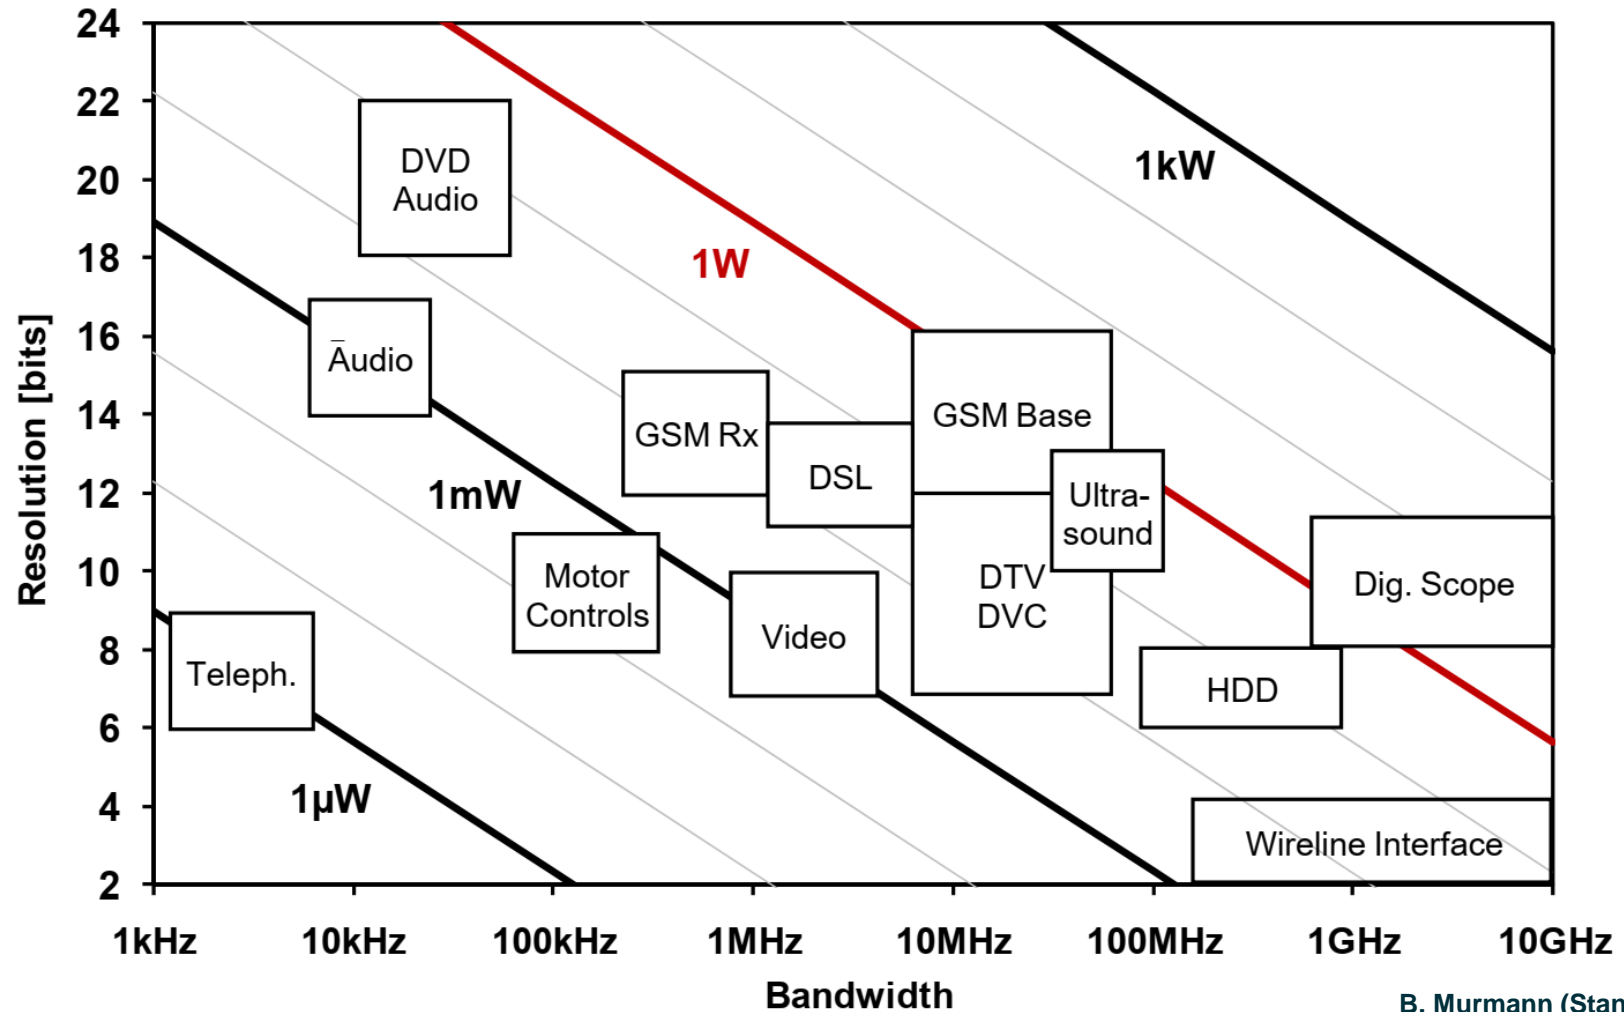 24
22
20
18
16
14
12
10
8
6
4
2
Resolution [bits]
1kW
DVD
Audio
1W
Audio
GSM Rx
DSL
GSM Base
1mW
Ultra-
sound
Motor
Controls
Video
DTV
DVC
Dig. Scope
Teleph.
HDD
1µW
Wireline Interface
1kHz
10kHz
100kHz
1MHz
10MHz
100MHz
1GHz
10GHz
Bandwidth
B. Murmann (Stan